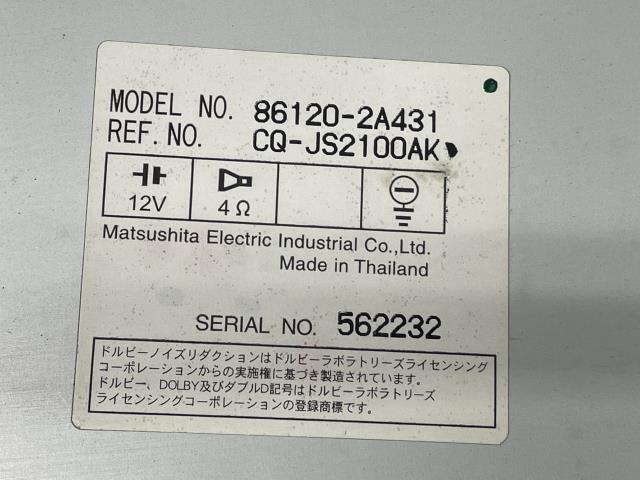 MODEL NO. 86120-2A431
REF. NO. CQ-JS2100AK
12V 4Ω
Matsushita Electric Industrial Co.,Ltd.
Made in Thailand
SERIAL NO. 562232
ドルビーノイズリダクションはドルビーラボラトリーズライセンシング
コーポレーションからの実施権に基づき製造されています。
ドルビー、DOLBY及びダブルD記号はドルビーラボラトリーズ
ライセンシングコーポレーションの登録商標です。